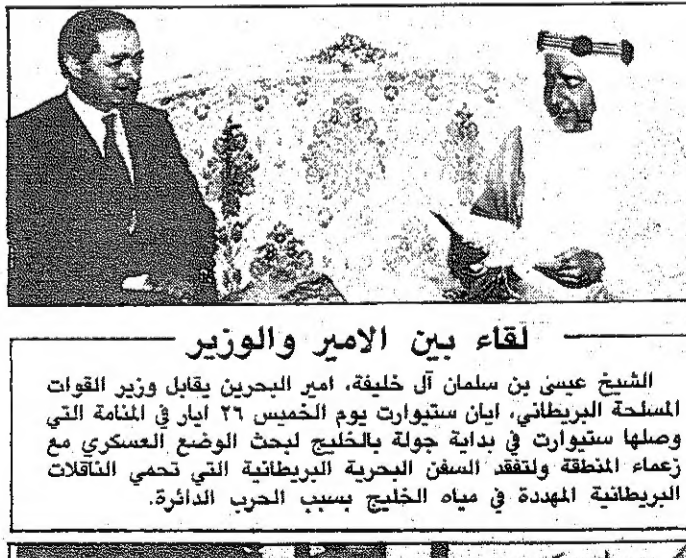 لقاء بين الامير والوزير
الشيخ عيسى بن سلمان آل خليفة، امير البحرين يقابل وزير القوات
المسلحة البريطاني، ايان ستيوارت يوم الخميس ٢٦ ايار في المنامة التي
وصلها ستيوارت في بداية جولة بالخليج لبحث الوضع العسكري مع
زعماء المنطقة ولتفقد السفن البحرية البريطانية التي تحمي الناقلات
البريطانية المهددة في مياه الخليج بسبب الحرب الدائرة.